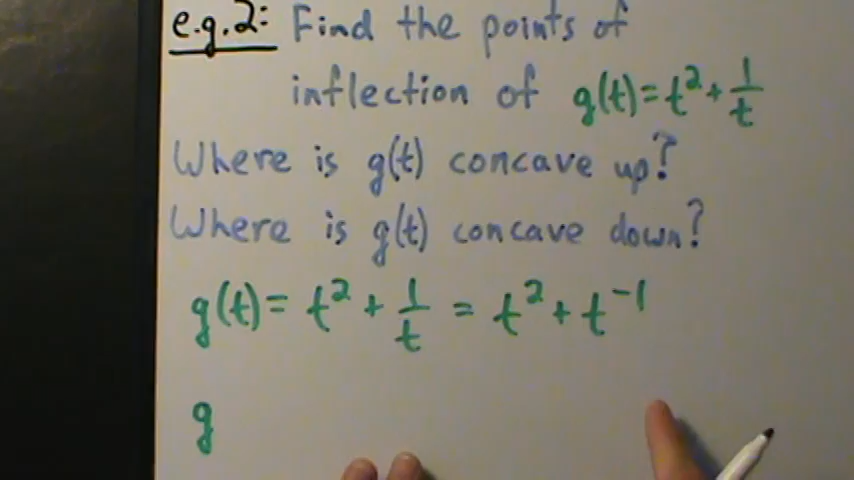 e.g.2: Find the points of
inflection of g(t)=t²+1/t
Where is g(t) concave up?
Where is g(t) concave down?
g(t)= t² + 1/t = t² + t⁻¹
g